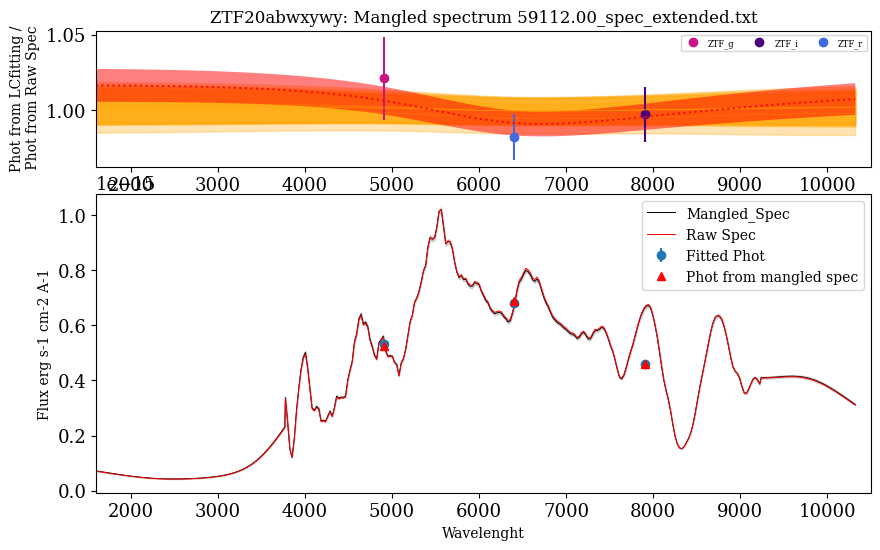 ZTF20abwxywy: Mangled spectrum 59112.00_spec_extended.txt
Phot from LCfitting /
Phot from Raw Spec
1.05
1.00
ZTF_g ZTF_i ZTF_r
2000 3000 4000 5000 6000 7000 8000 9000 10000
1e−15
Flux erg s-1 cm-2 A-1
1.0
0.8
0.6
0.4
0.2
0.0
Mangled_Spec
Raw Spec
Fitted Phot
Phot from mangled spec
2000 3000 4000 5000 6000 7000 8000 9000 10000
Wavelenght